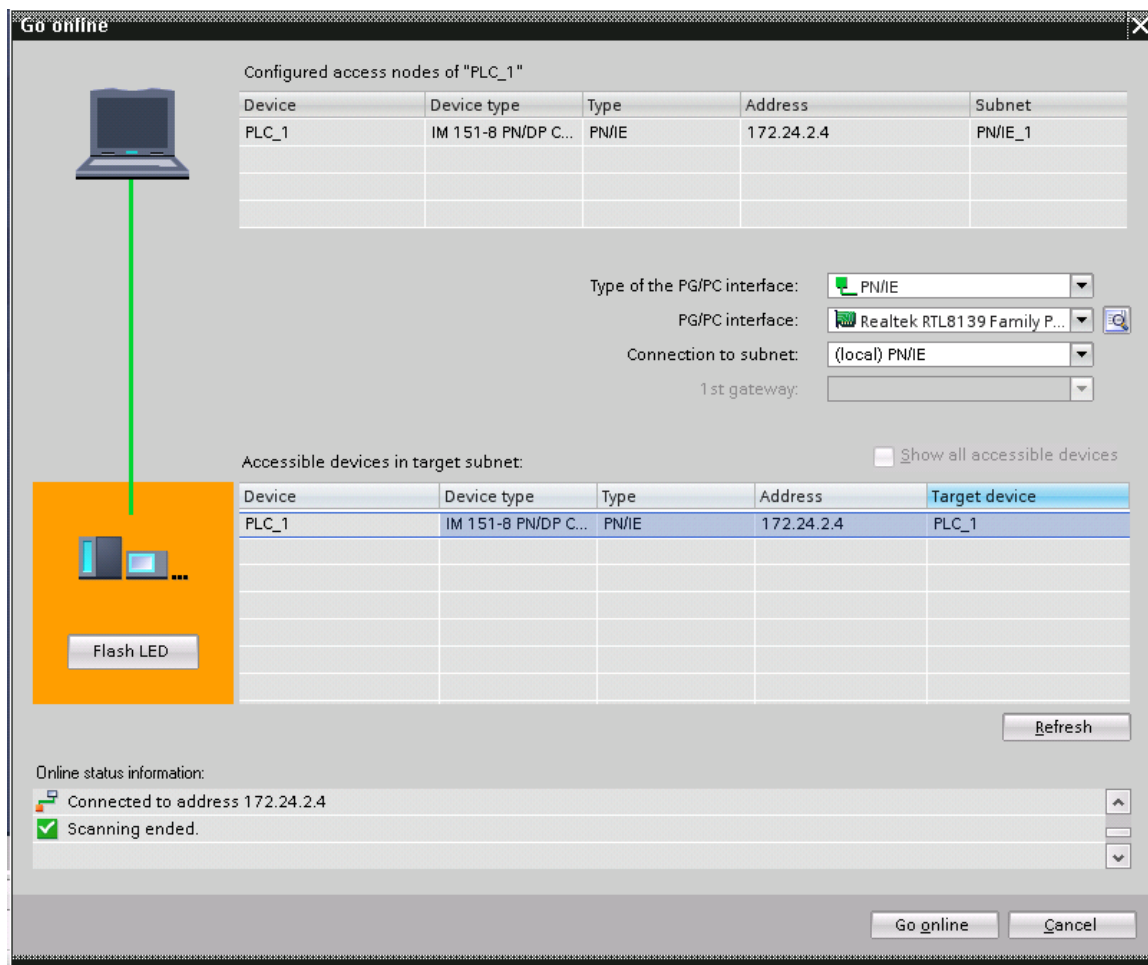 Go online
Configured access nodes of "PLC_1"
Device Device type Type Address Subnet
PLC_1 IM 151-8 PN/DP C... PN/IE 172.24.2.4 PN/IE_1
Type of the PG/PC interface: PN/IE
PG/PC interface: Realtek RTL8139 Family P...
Connection to subnet: (local) PN/IE
1st gateway:
Accessible devices in target subnet: Show all accessible devices
Device Device type Type Address Target device
PLC_1 IM 151-8 PN/DP C... PN/IE 172.24.2.4 PLC_1
Flash LED
Refresh
Online status information:
Connected to address 172.24.2.4
Scanning ended.
Go online Cancel